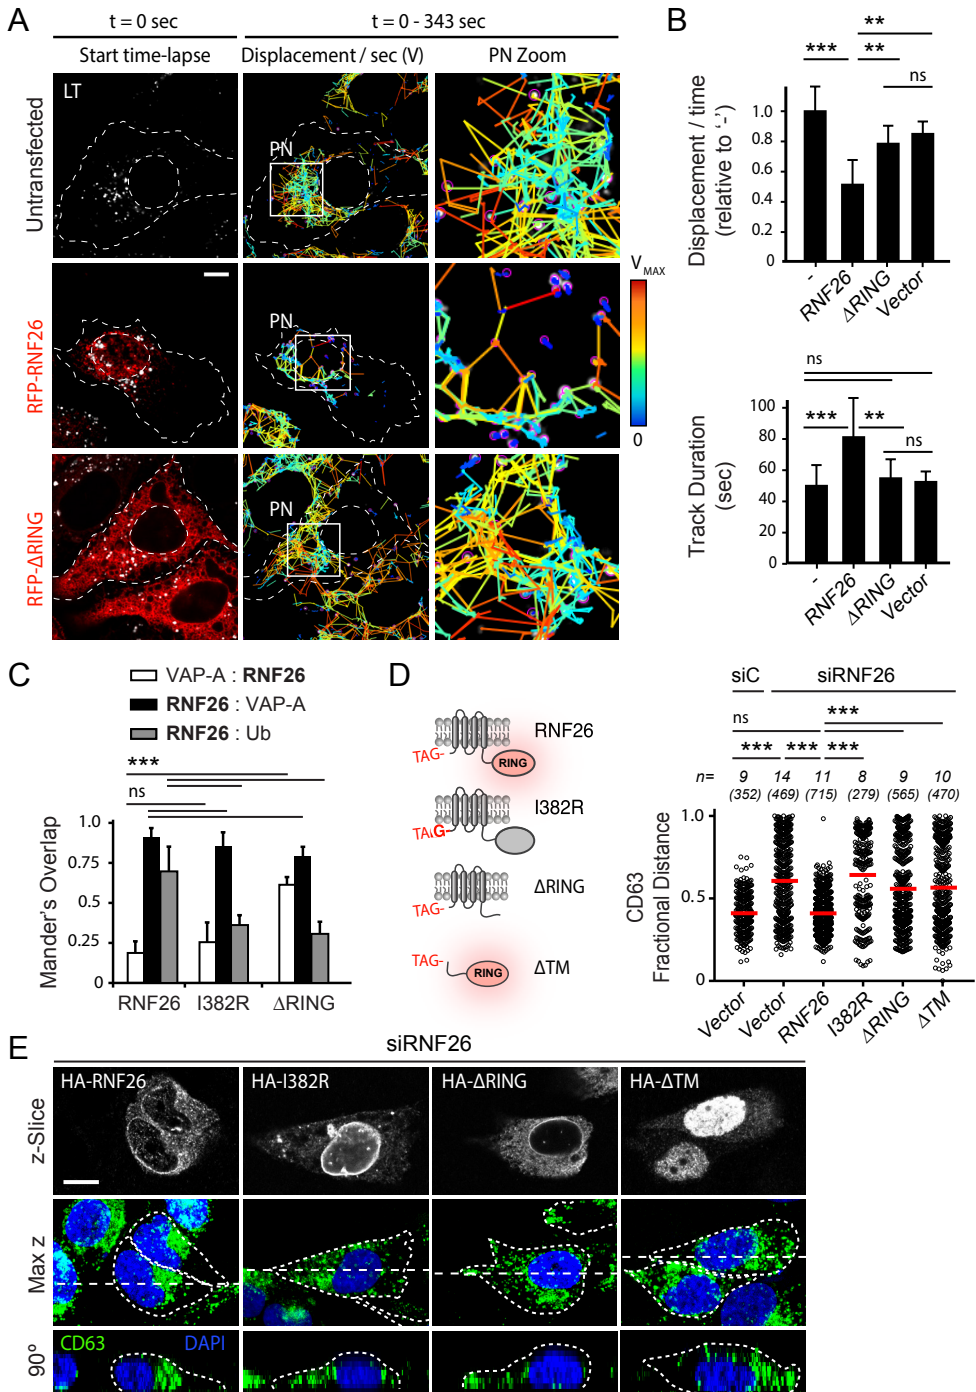 A
t = 0 sec
t = 0 - 343 sec
Start time-lapse
Displacement / sec (V)
PN Zoom
Untransfected
LT
PN
RFP-RNF26
PN
V MAX
0
RFP-ΔRING
PN
B
Displacement / time
(relative to '-')
**
*** **
ns
1.0
0.8
0.6
0.4
0.2
0
- RNF26 ΔRING Vector
Track Duration
(sec)
ns
*** **
ns
100
80
60
40
20
0
- RNF26 ΔRING Vector
C
VAP-A : RNF26
RNF26 : VAP-A
RNF26 : Ub
***
ns
Mander's Overlap
1.0
0.75
0.25
0
RNF26 I382R ΔRING
D
TAG- RING RNF26
TAG- I382R
TAG- ΔRING
TAG- RING ΔTM
siC siRNF26
***
ns
*** *** ***
n= 9 14 11 8 9 10
(352) (469) (715) (279) (565) (470)
CD63
Fractional Distance
1
0.5
0
Vector Vector RNF26 I382R ΔRING ΔTM
E
siRNF26
z-Slice
HA-RNF26 HA-I382R HA-ΔRING HA-ΔTM
Max z
90º
CD63 DAPI